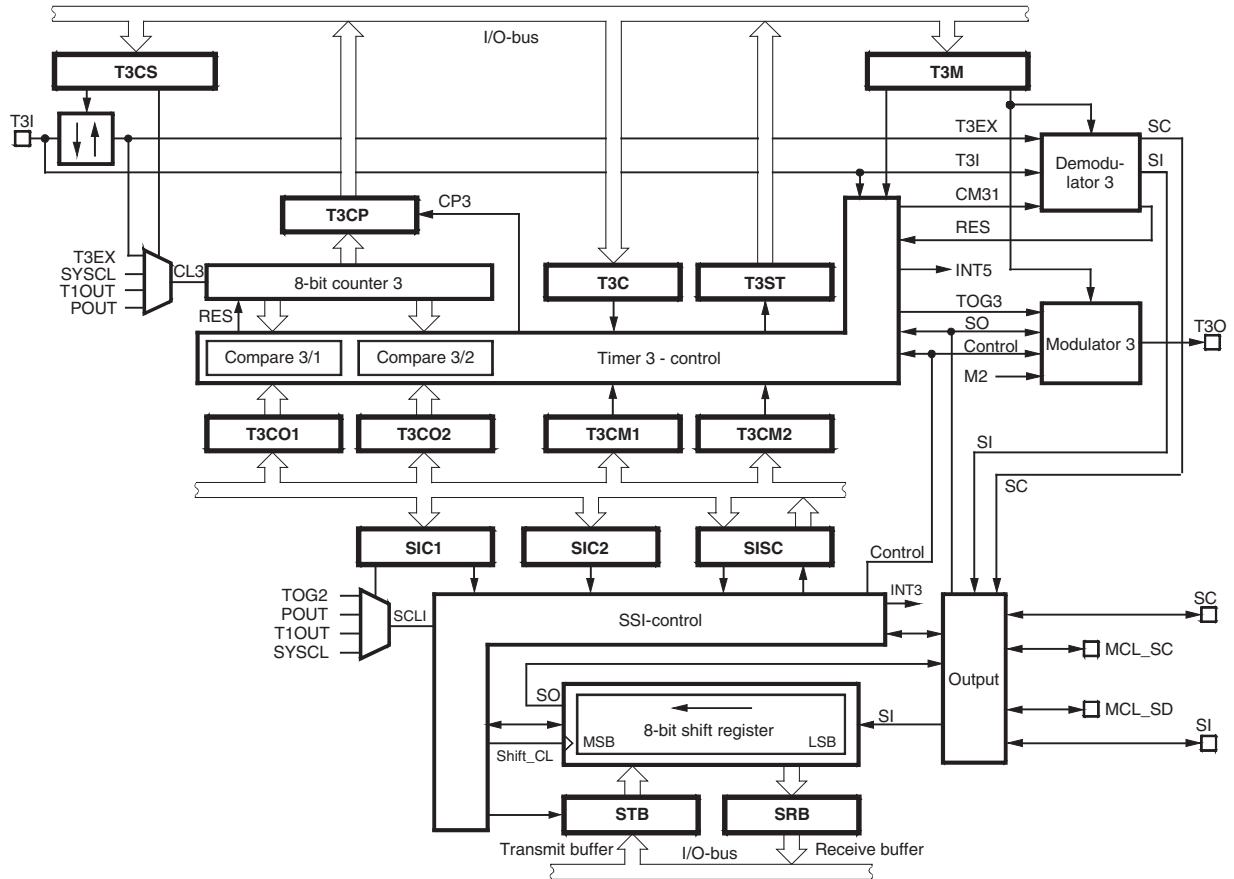 I/O-bus
T3CS
T3M
T3I
T3EX
SC
T3I
SI
Demodu-
lator 3
CM31
T3CP
CP3
RES
T3EX
SYSCL
T1OUT
POUT
CL3
8-bit counter 3
T3C
T3ST
INT5
RES
TOG3
SO
Control
M2
Modulator 3
T3O
Compare 3/1
Compare 3/2
Timer 3 - control
T3CO1
T3CO2
T3CM1
T3CM2
SI
SC
SIC1
SIC2
SISC
Control
TOG2
POUT
T1OUT
SYSCL
SCLI
INT3
SSI-control
SC
MCL_SC
Output
MCL_SD
SI
SO
SI
8-bit shift register
MSB
LSB
Shift_CL
STB
SRB
Transmit buffer
I/O-bus
Receive buffer